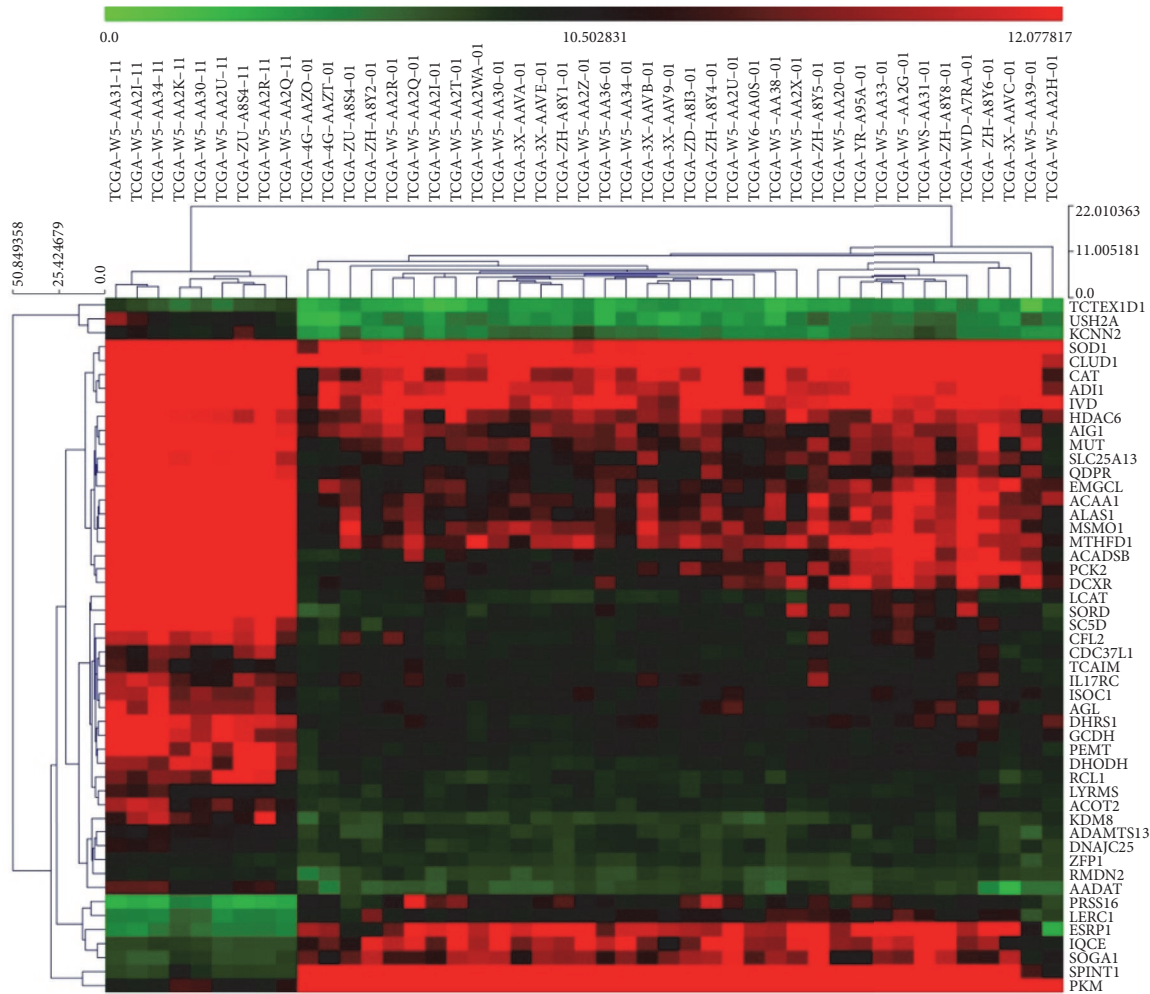 0.0
10.502831
12.077817
TCGA-W5-AA31-11
TCGA-W5-AA2I-11
TCGA-W5-AA34-11
TCGA-W5-AA2K-11
TCGA-W5-AA30-11
TCGA-W5-AA2U-11
TCGA-ZU-A8S4-11
TCGA-W5-AA2R-11
TCGA-W5-AA2Q-11
TCGA-4G-AAZO-01
TCGA-4G-AAZT-01
TCGA-ZU-A8S4-01
TCGA-ZH-A8Y2-01
TCGA-W5-AA2R-01
TCGA-W5-AA2Q-01
TCGA-W5-AA2I-01
TCGA-W5-AA2T-01
TCGA-W5-AA2WA-01
TCGA-W5-AA30-01
TCGA-3X-AAVA-01
TCGA-3X-AAVE-01
TCGA-ZH-A8Y1-01
TCGA-W5-AA2Z-01
TCGA-W5-AA36-01
TCGA-W5-AA34-01
TCGA-3X-AAVB-01
TCGA-3X-AAV9-01
TCGA-ZD-A8I3-01
TCGA-ZH-A8Y4-01
TCGA-W5-AA2U-01
TCGA-W6-AA0S-01
TCGA-W5-AA38-01
TCGA-W5-AA2X-01
TCGA-ZH-A8Y5-01
TCGA-W5-AA20-01
TCGA-YR-A95A-01
TCGA-W5-AA33-01
TCGA-W5-AA2G-01
TCGA-WS-AA31-01
TCGA-ZH-A8Y8-01
TCGA-WD-A7RA-01
TCGA-ZH-A8Y6-01
TCGA-3X-AAVC-01
TCGA-W5-AA39-01
TCGA-W5-AA2H-01
50.849358
25.424679
0.0
22.010363
11.005181
0.0
TCTEX1D1
USH2A
KCNN2
SOD1
CLUD1
CAT
ADI1
IVD
HDAC6
AIG1
MUT
SLC25A13
QDPR
EMGCL
ACAA1
ALAS1
MSMO1
MTHFD1
ACADSB
PCK2
DCXR
LCAT
SORD
SC5D
CFL2
CDC37L1
TCAIM
IL17RC
ISOC1
AGL
DHRS1
GCDH
PEMT
DHODH
RCL1
LYRMS
ACOT2
KDM8
ADAMTS13
DNAJC25
ZFP1
RMDN2
AADAT
PRSS16
LERC1
ESRP1
IQCE
SOGA1
SPINT1
PKM